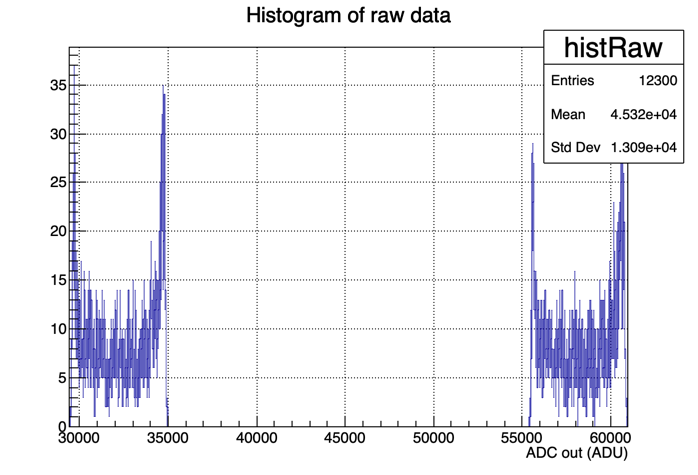 Histogram of raw data
histRaw
Entries 12300
Mean 4.532e+04
Std Dev 1.309e+04
35
30
25
20
15
10
5
0
30000 35000 40000 45000 50000 55000 60000
ADC out (ADU)